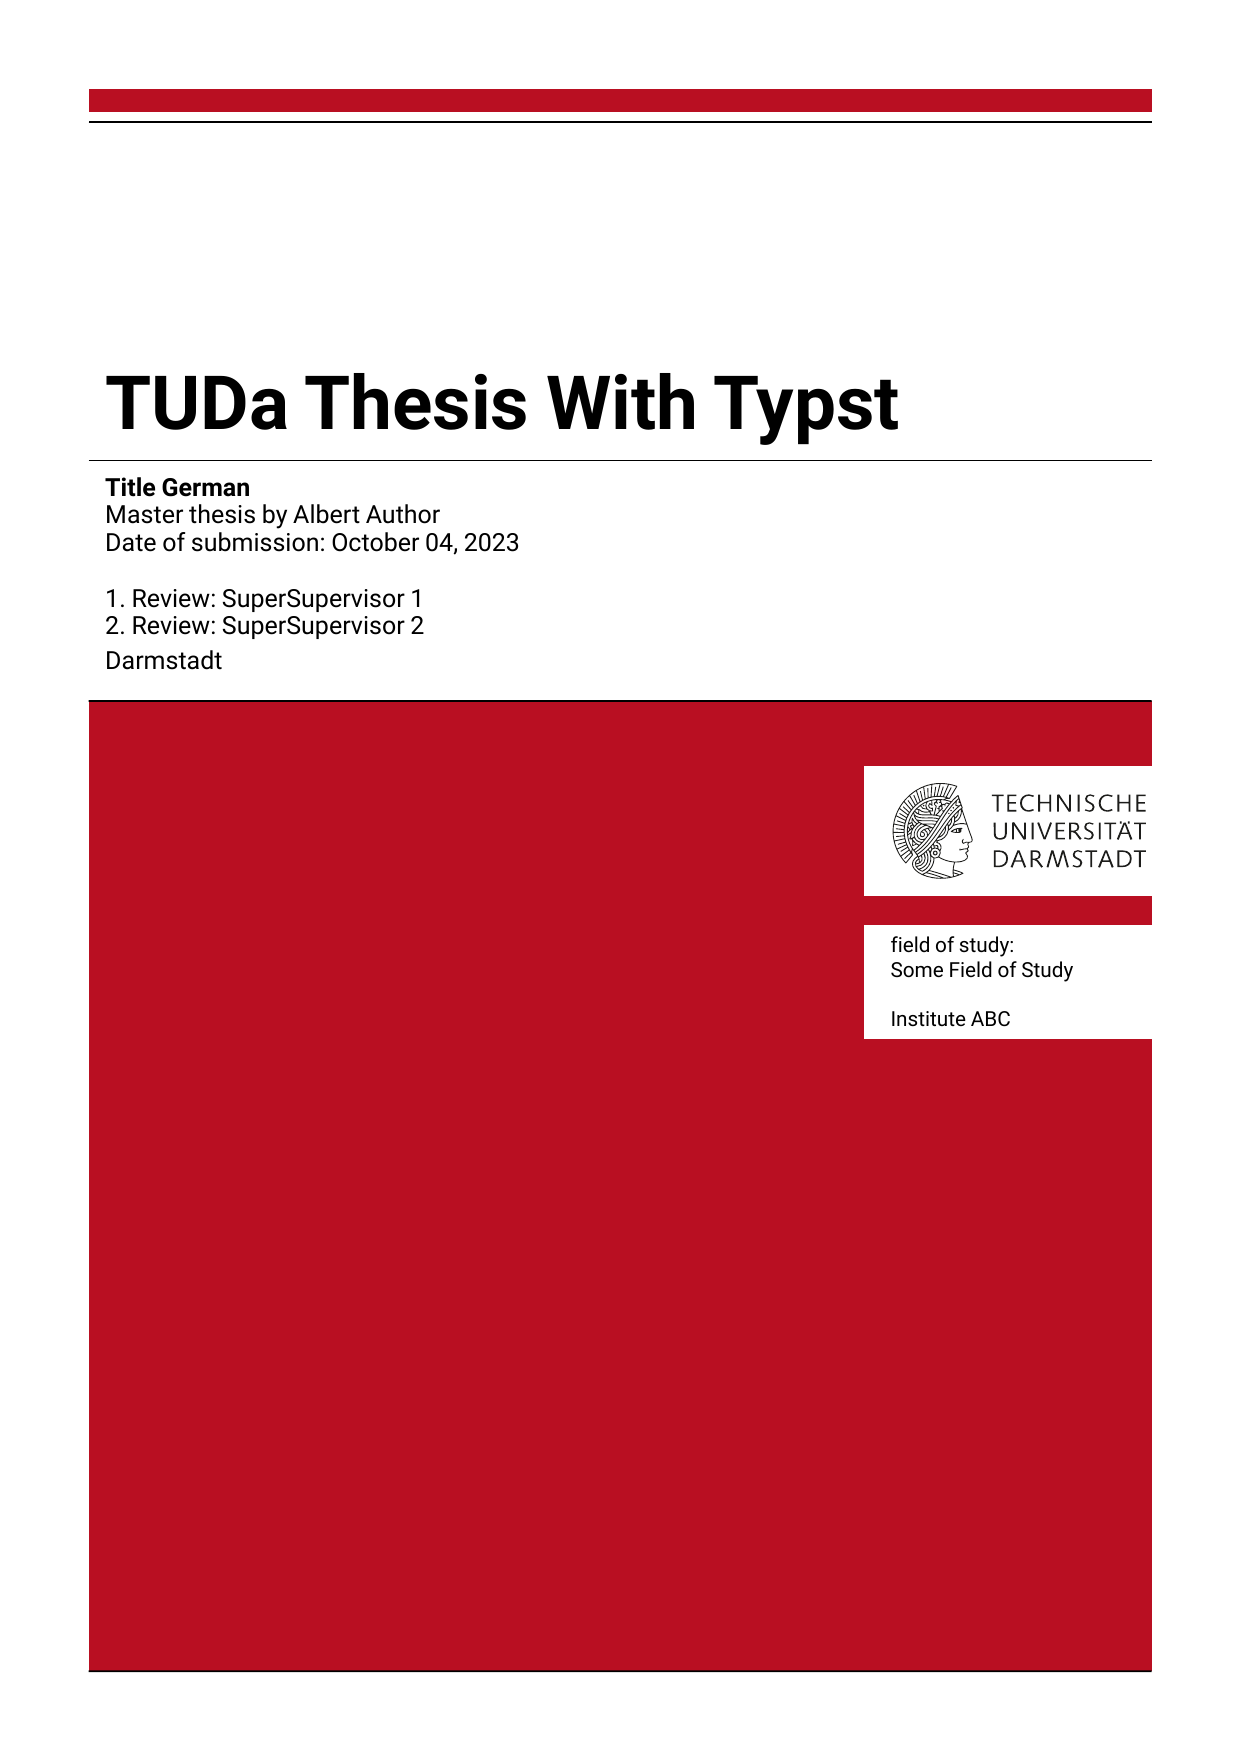 TUDa Thesis With Typst
Title German
Master thesis by Albert Author
Date of submission: October 04, 2023
1. Review: SuperSupervisor 1
2. Review: SuperSupervisor 2
Darmstadt
TECHNISCHE
UNIVERSITÄT
DARMSTADT
field of study:
Some Field of Study
Institute ABC